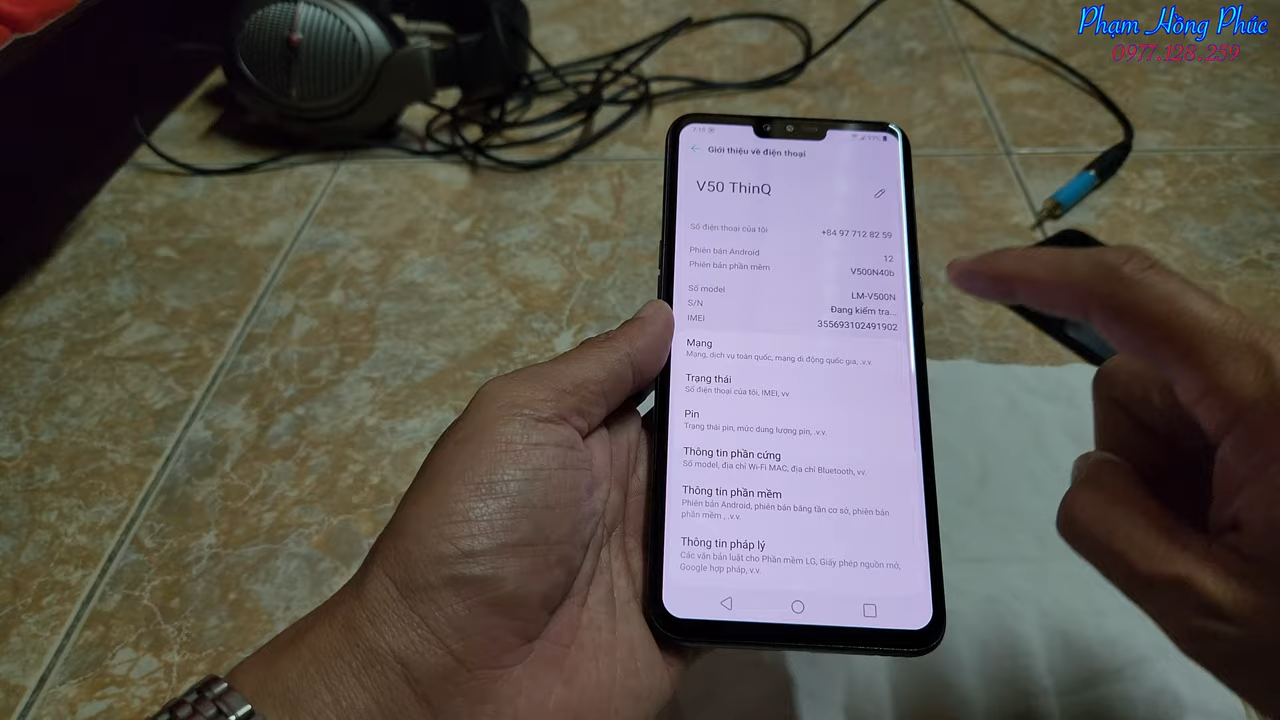 Phạm Hồng Phúc
0977.128.259
7:15
Giới thiệu về điện thoại
V50 ThinQ
Số điện thoại của tôi +84 97 712 82 59
Phiên bản Android 12
Phiên bản phần mềm V500N40b
Số model LM-V500N
S/N Đang kiểm tra...
IMEI 355693102491902
Mạng
Mạng, dịch vụ toàn quốc, mạng di động quốc gia, .v.v.
Trạng thái
Số điện thoại của tôi, IMEI, vv
Pin
Trạng thái pin, mức dung lượng pin, .v.v.
Thông tin phần cứng
Số model, địa chỉ Wi-Fi MAC, địa chỉ Bluetooth, vv.
Thông tin phần mềm
Phiên bản Android, phiên bản băng tần cơ sở, phiên bản
phần mềm , .v.v.
Thông tin pháp lý
Các văn bản luật cho Phần mềm LG, Giấy phép nguồn mở,
Google hợp pháp, v.v.